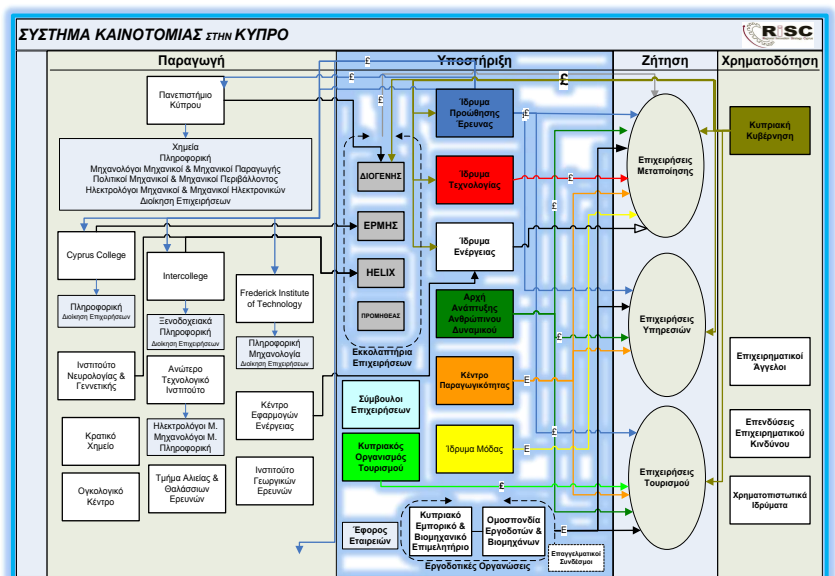 ΣΥΣΤΗΜΑ ΚΑΙΝΟΤΟΜΙΑΣ ΣΤΗΝ ΚΥΠΡΟ
RiSC
Παραγωγή
Υποστήριξη
Ζήτηση
Χρηματοδότηση
Πανεπιστήμιο
Κύπρου
Χημεία
Πληροφορική
Μηχανολόγοι Μηχανικοί & Μηχανικοί Παραγωγής
Πολιτικοί Μηχανικοί & Μηχανικοί Περιβάλλοντος
Ηλεκτρολόγοι Μηχανικοί & Μηχανικοί Ηλεκτρονικών
Διοίκηση Επιχειρήσεων
Cyprus College
Πληροφορική
Διοίκηση Επιχειρήσεων
Intercollege
Ξενοδοχειακά
Πληροφορική
Διοίκηση Επιχειρήσεων
Frederick Institute
of Technology
Πληροφορική
Μηχανολογία
Διοίκηση Επιχειρήσεων
Ινστιτούτο
Νευρολογίας &
Γεννετικής
Ανώτερο
Τεχνολογικό
Ινστιτούτο
Ηλεκτρολόγοι Μ.
Μηχανολόγοι Μ.
Πληροφορική
Κέντρο
Εφαρμογών
Ενέργειας
Κρατικό
Χημείο
Ογκολογικό
Κέντρο
Τμήμα Αλιείας &
Θαλάσσιων
Ερευνών
Ινστιτούτο
Γεωργικών
Ερευνών
ΔΙΟΓΕΝΗΣ
ΕΡΜΗΣ
HELIX
ΠΡΟΜΗΘΕΑΣ
Εκκολαπτήρια
Επιχειρήσεων
Ίδρυμα
Προώθησης
Έρευνας
Ίδρυμα
Τεχνολογίας
Ίδρυμα
Ενέργειας
Αρχή
Ανάπτυξης
Ανθρώπινου
Δυναμικού
Κέντρο
Παραγωγικότητας
Ίδρυμα Μόδας
Σύμβουλοι
Επιχειρήσεων
Κυπριακός
Οργανισμός
Τουρισμού
Έφορος
Εταιρειών
Κυπριακό
Εμπορικό &
Βιομηχανικό
Επιμελητήριο
Ομοσπονδία
Εργοδοτών &
Βιομηχάνων
Εργοδοτικές Οργανώσεις
Επαγγελματικοί
Συνδέσμοι
Επιχειρήσεις
Μεταποίησης
Επιχειρήσεις
Υπηρεσιών
Επιχειρήσεις
Τουρισμού
Κυπριακή
Κυβέρνηση
Επιχειρηματικοί
Άγγελοι
Επενδύσεις
Επιχειρηματικού
Κινδύνου
Χρηματοπιστωτικά
Ιδρύματα
£
£
£
£
£
£
£
£
£
£
E
E
E